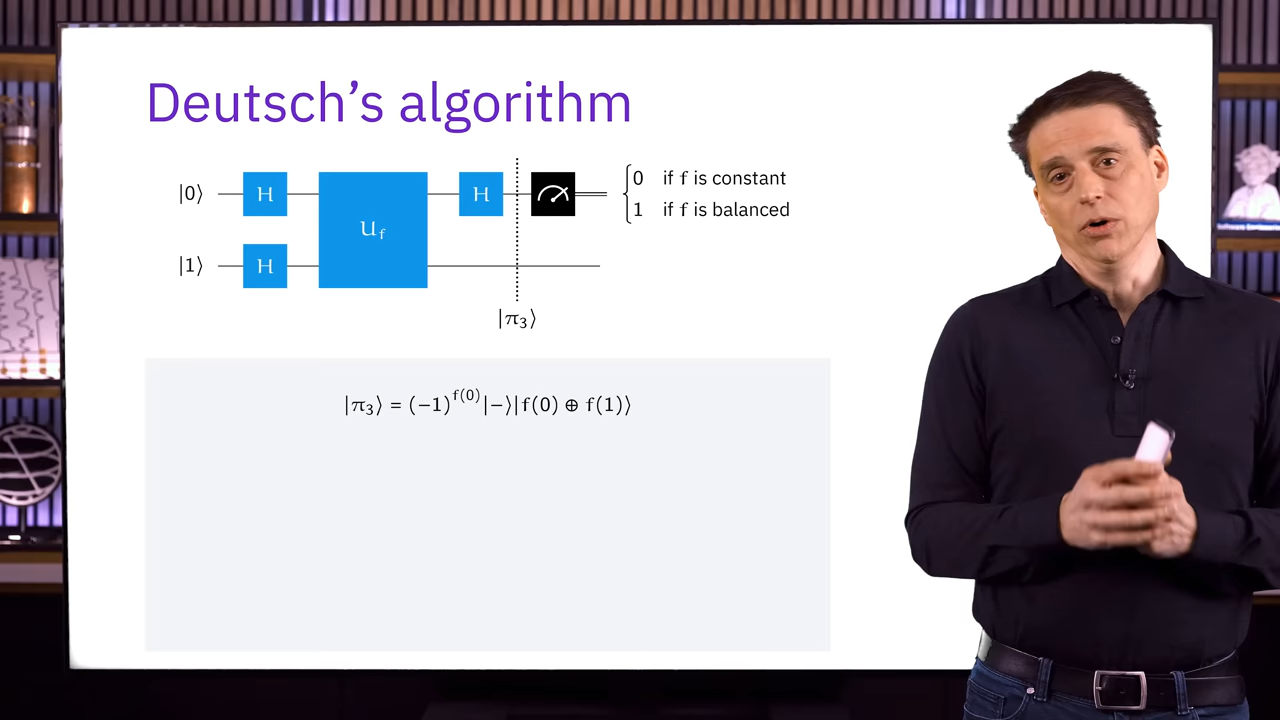 Deutsch’s algorithm
|0⟩ H H 0 if f is constant
U_f 1 if f is balanced
|1⟩ H
|π₃⟩
|π₃⟩ = (−1)^f(0) |−⟩|f(0) ⊕ f(1)⟩